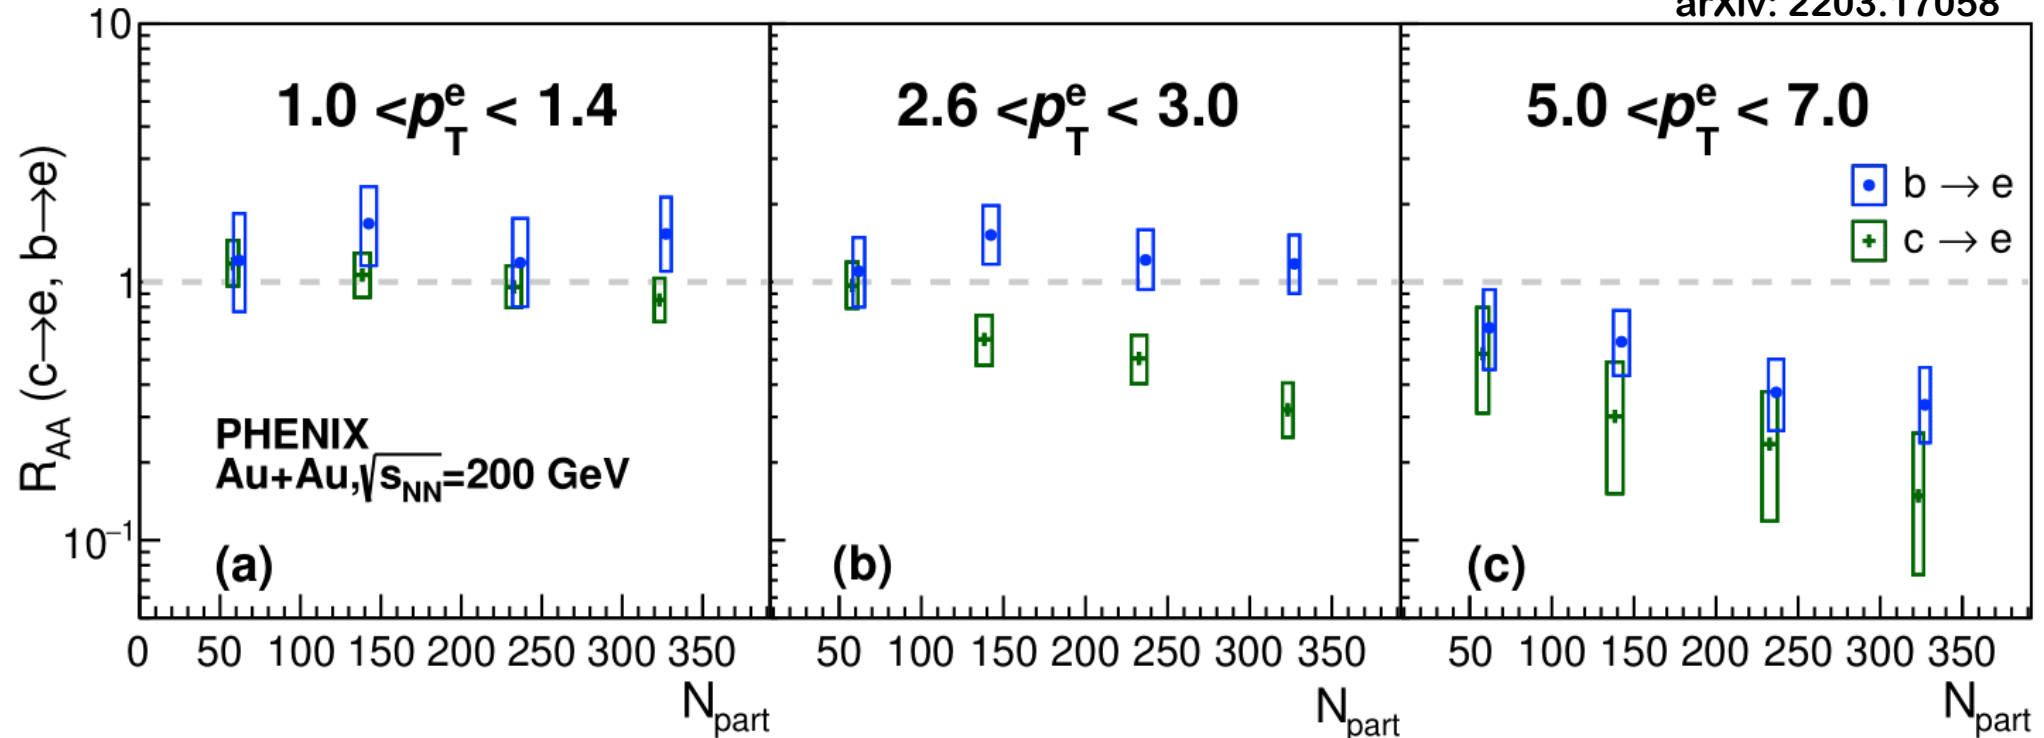 arXiv: 2203.17058
10
1
10⁻¹
R_AA (c→e, b→e)
1.0 <p_T^e < 1.4
2.6 <p_T^e < 3.0
5.0 <p_T^e < 7.0
b → e
c → e
PHENIX
Au+Au,√s_NN=200 GeV
(a)
(b)
(c)
0 50 100 150 200 250 300 350
50 100 150 200 250 300 350
50 100 150 200 250 300 350
N_part
N_part
N_part